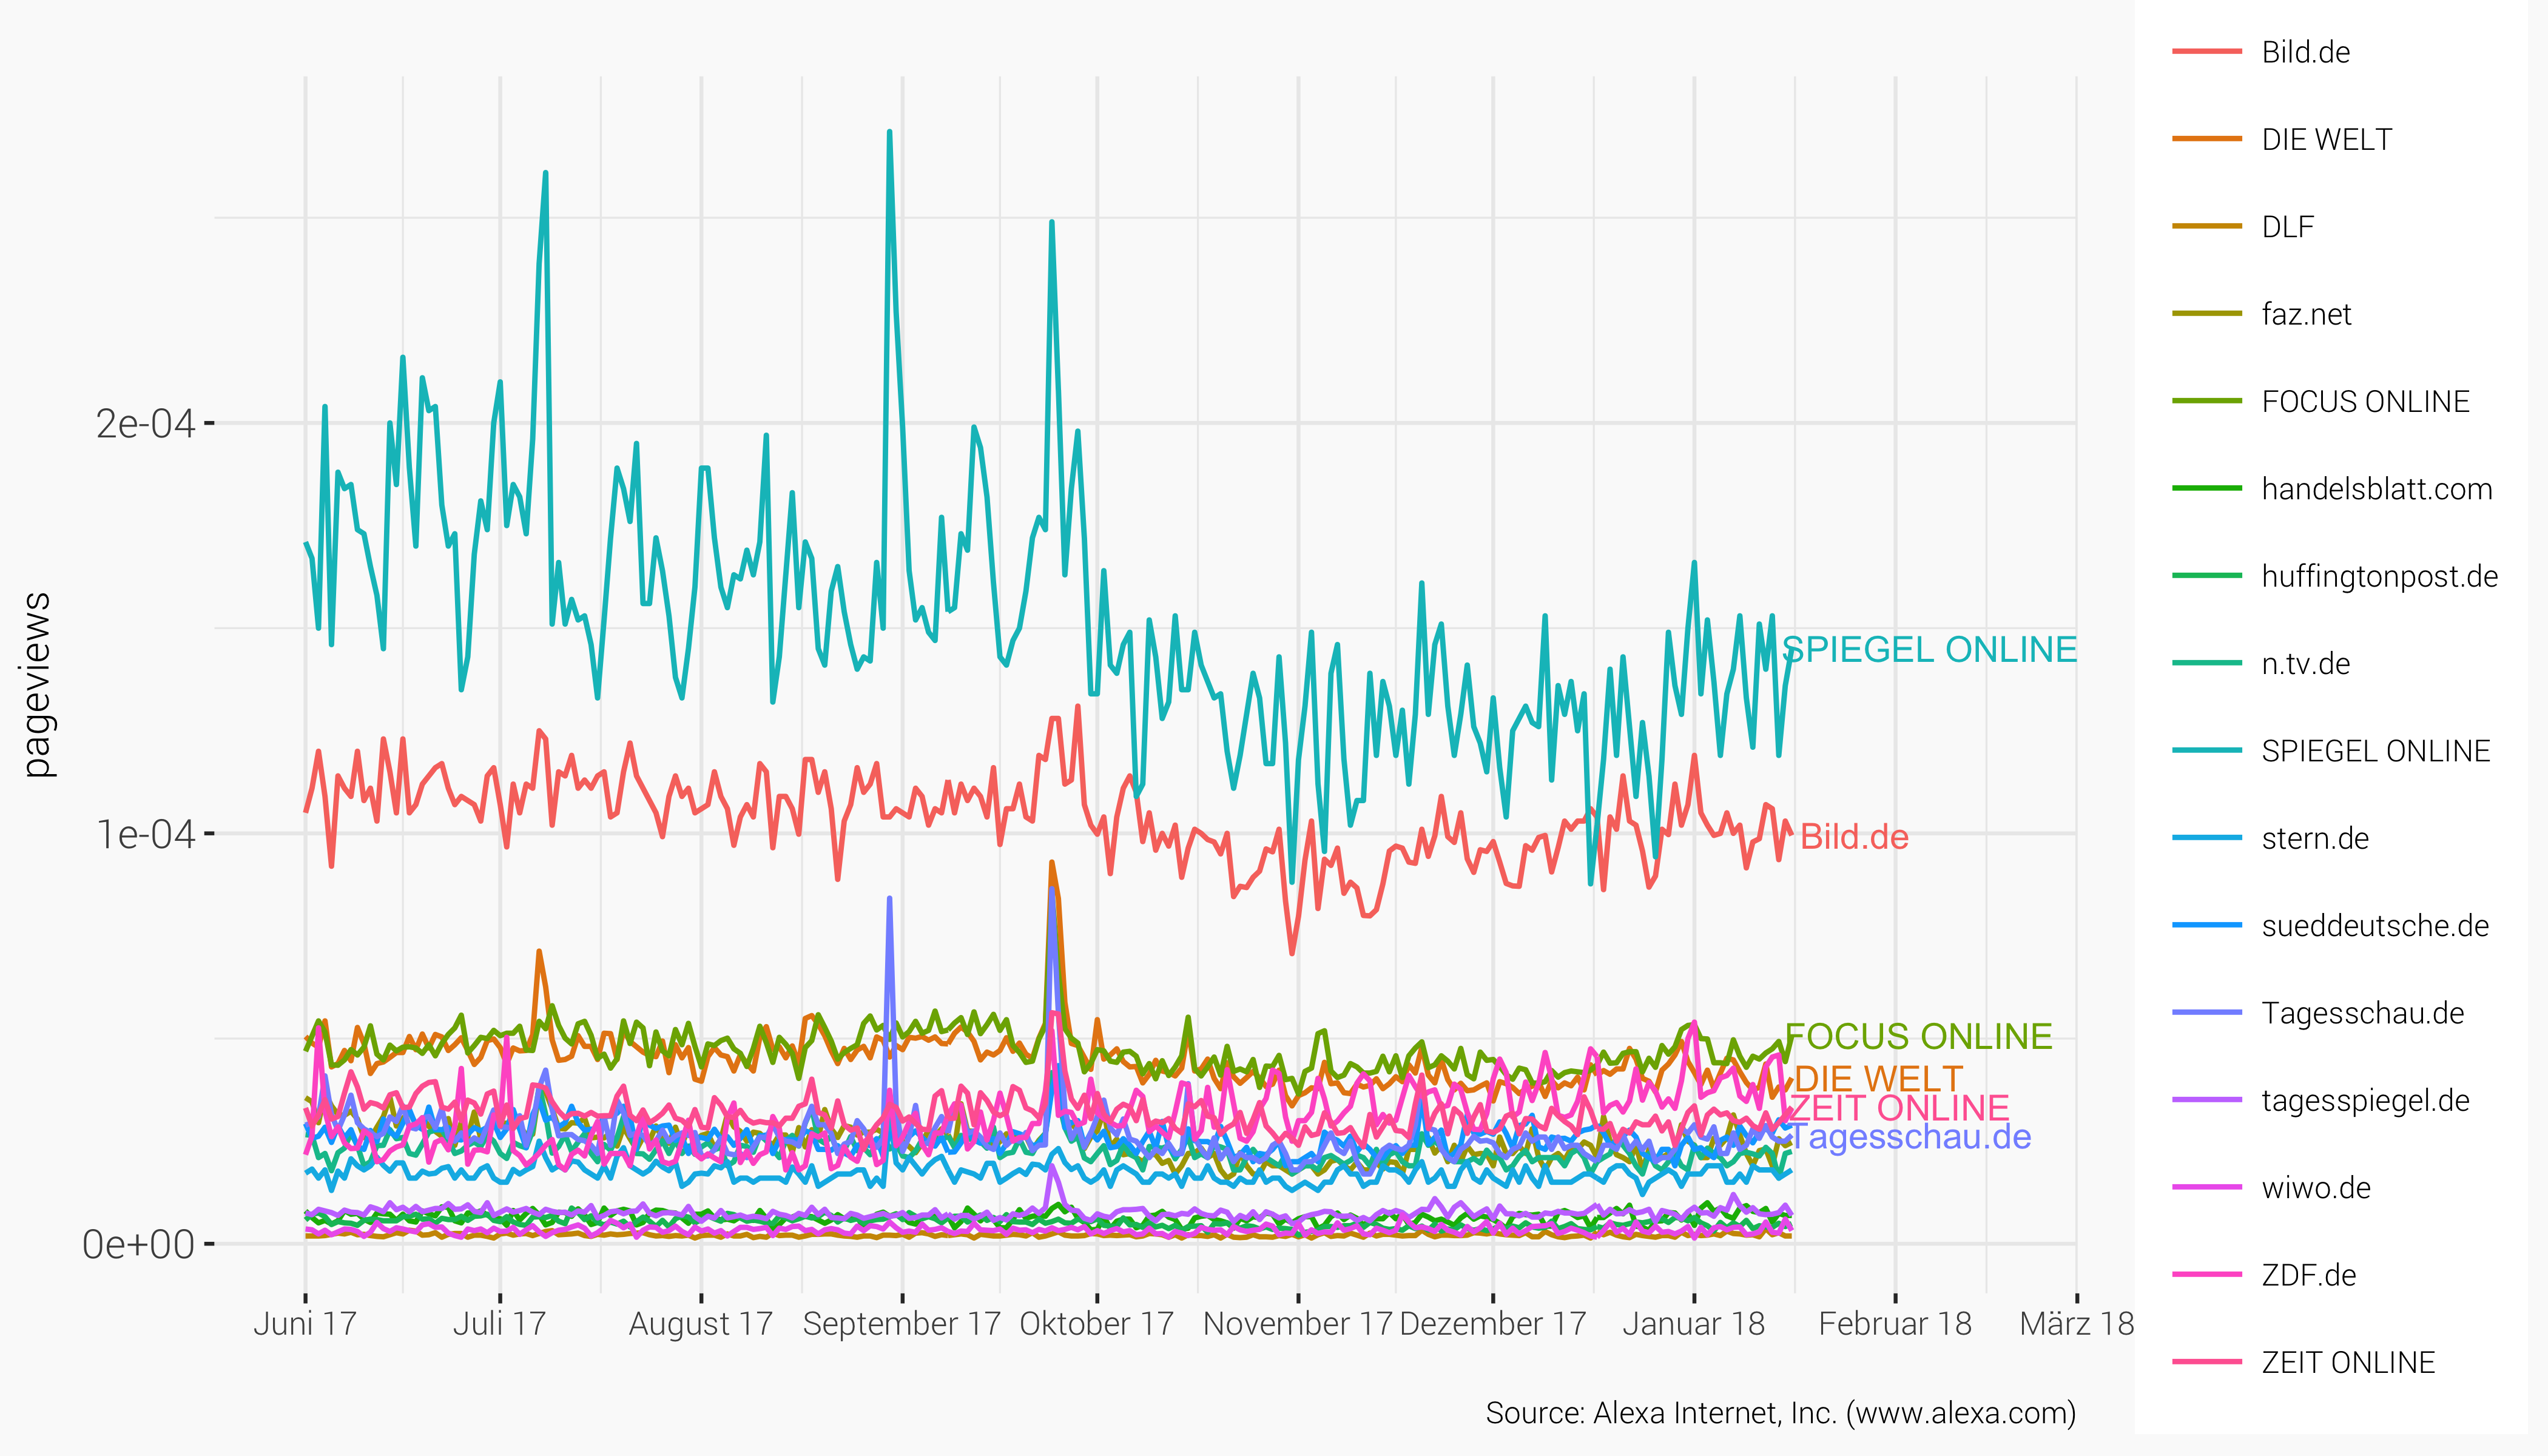 pageviews
2e-04
1e-04
0e+00
SPIEGEL ONLINE
Bild.de
FOCUS ONLINE
DIE WELT
ZEIT ONLINE
Tagesschau.de
Juni 17
Juli 17
August 17
September 17
Oktober 17
November 17
Dezember 17
Januar 18
Februar 18
März 18
Source: Alexa Internet, Inc. (www.alexa.com)
Bild.de
DIE WELT
DLF
faz.net
FOCUS ONLINE
handelsblatt.com
huffingtonpost.de
n.tv.de
SPIEGEL ONLINE
stern.de
sueddeutsche.de
Tagesschau.de
tagesspiegel.de
wiwo.de
ZDF.de
ZEIT ONLINE